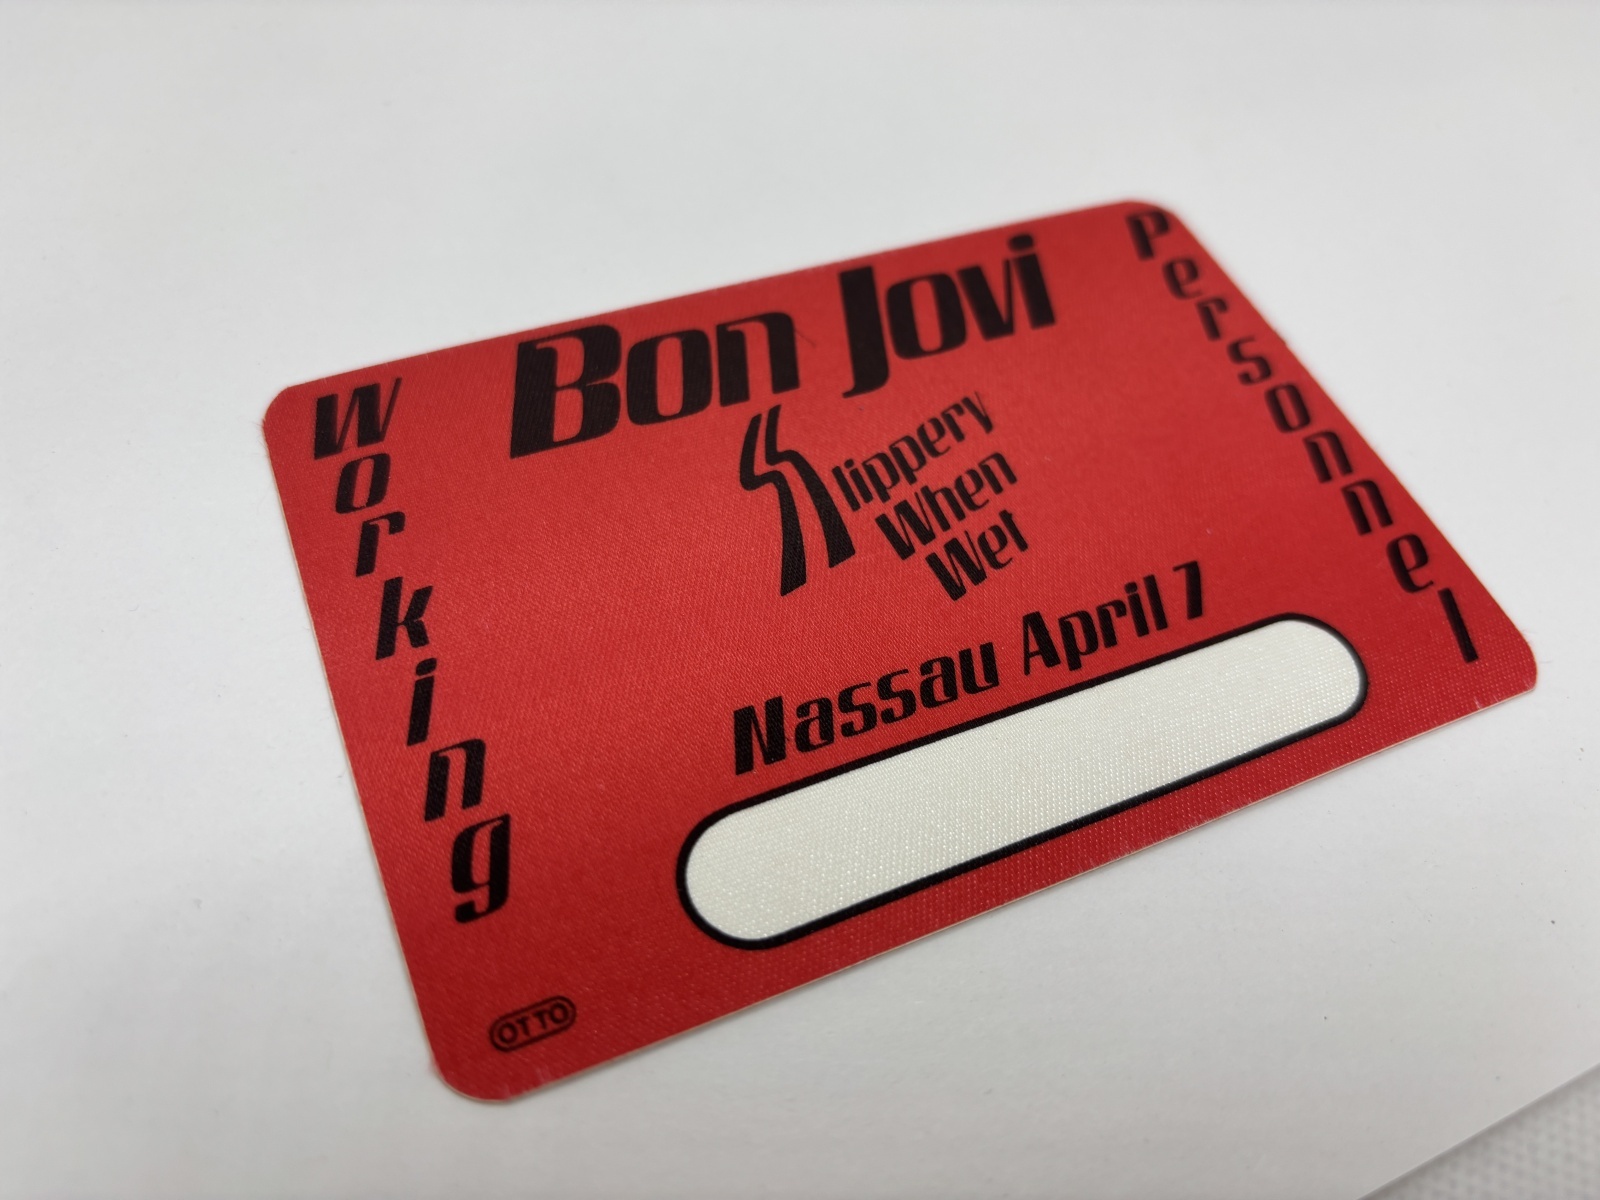 Bon Jovi
Slippery
When
Wet
Working
Personnel
Nassau April 7
OTTO